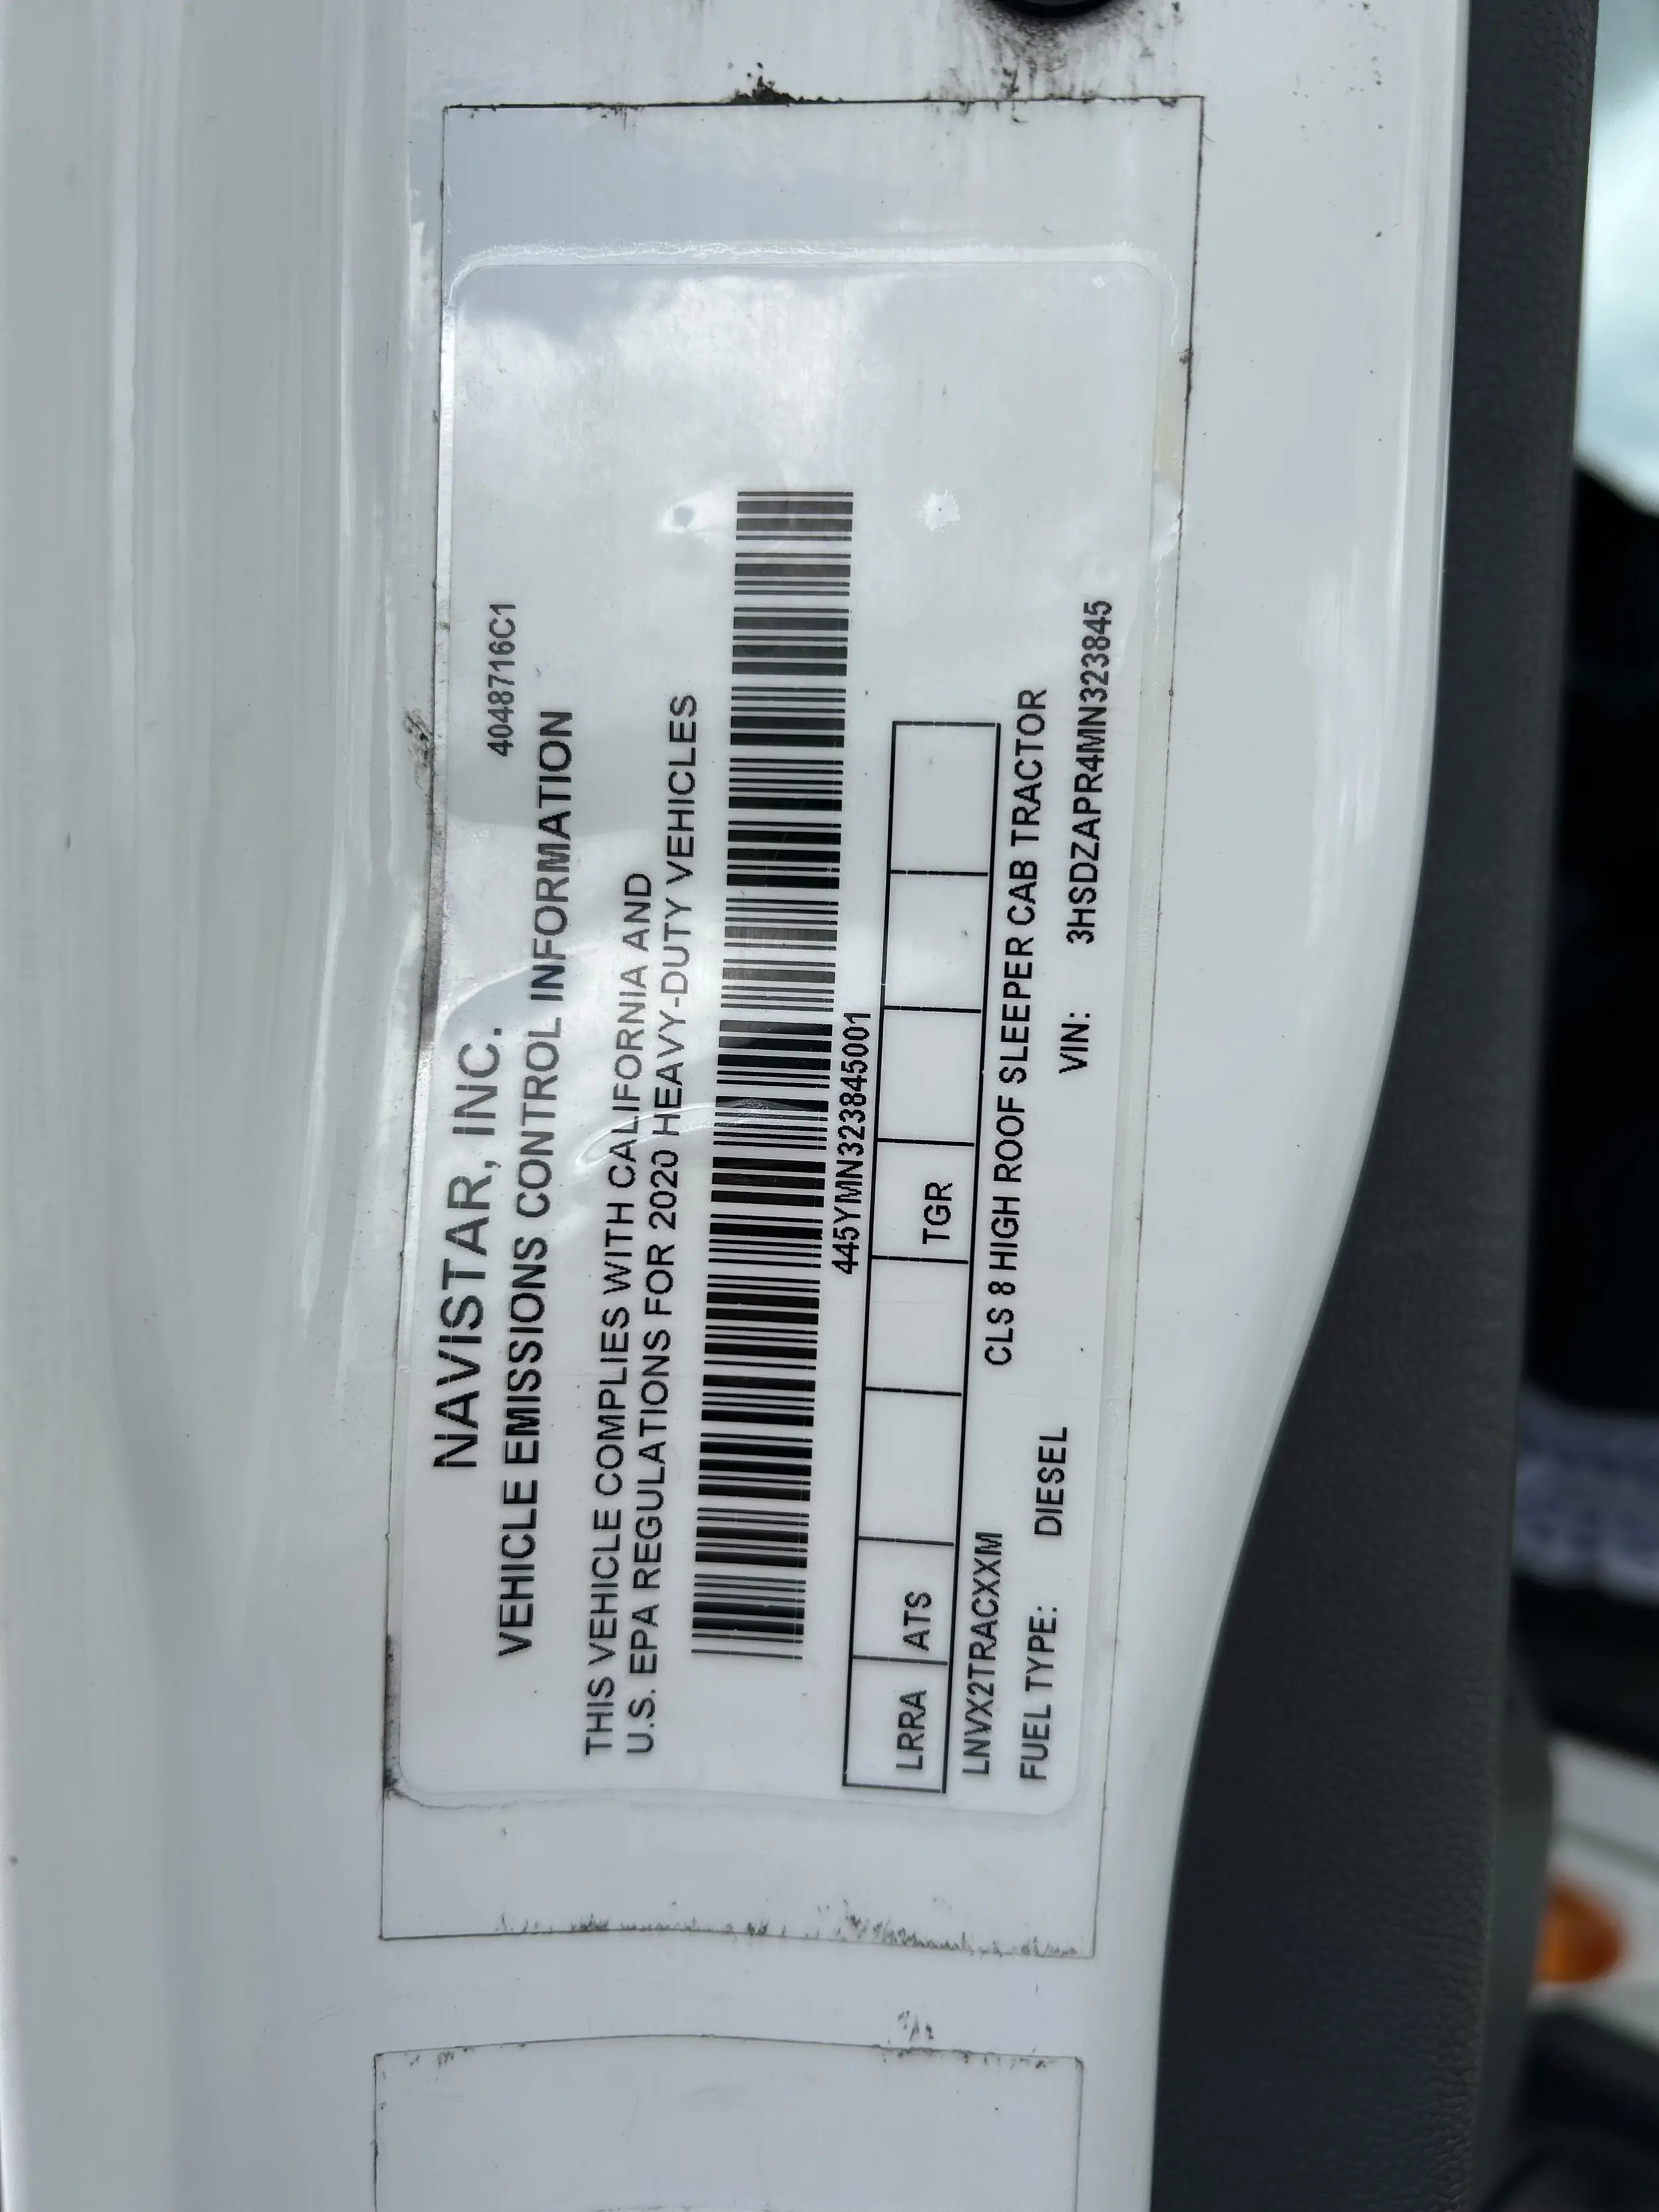 4048716C1
NAVISTAR, INC.
VEHICLE EMISSIONS CONTROL INFORMATION
THIS VEHICLE COMPLIES WITH CALIFORNIA AND
U.S. EPA REGULATIONS FOR 2020 HEAVY-DUTY VEHICLES
445YMN323845001
LRRA ATS TGR
LNVX2TRACXXM CLS 8 HIGH ROOF SLEEPER CAB TRACTOR
FUEL TYPE: DIESEL VIN: 3HSDZAPR4MN323845